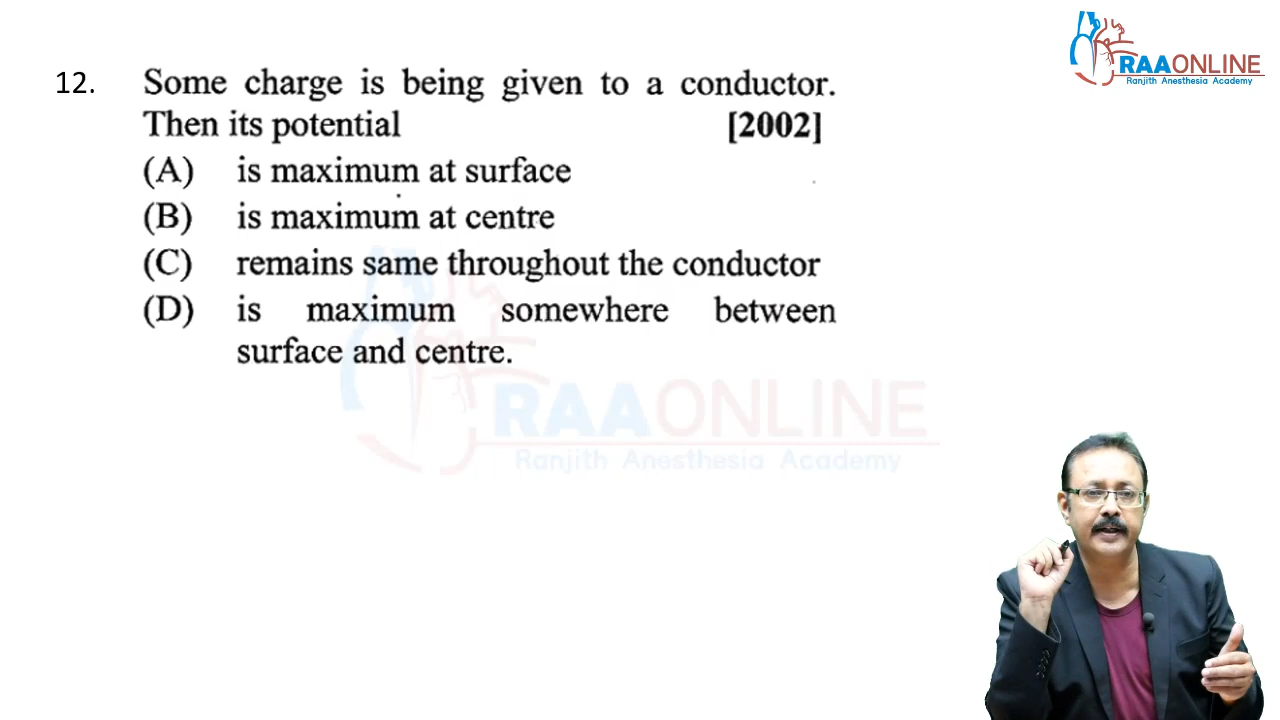 RAAONLINE
Ranjith Anesthesia Academy
12. Some charge is being given to a conductor.
Then its potential [2002]
(A) is maximum at surface
(B) is maximum at centre
(C) remains same throughout the conductor
(D) is maximum somewhere between
surface and centre.
RAAONLINE
Ranjith Anesthesia Academy